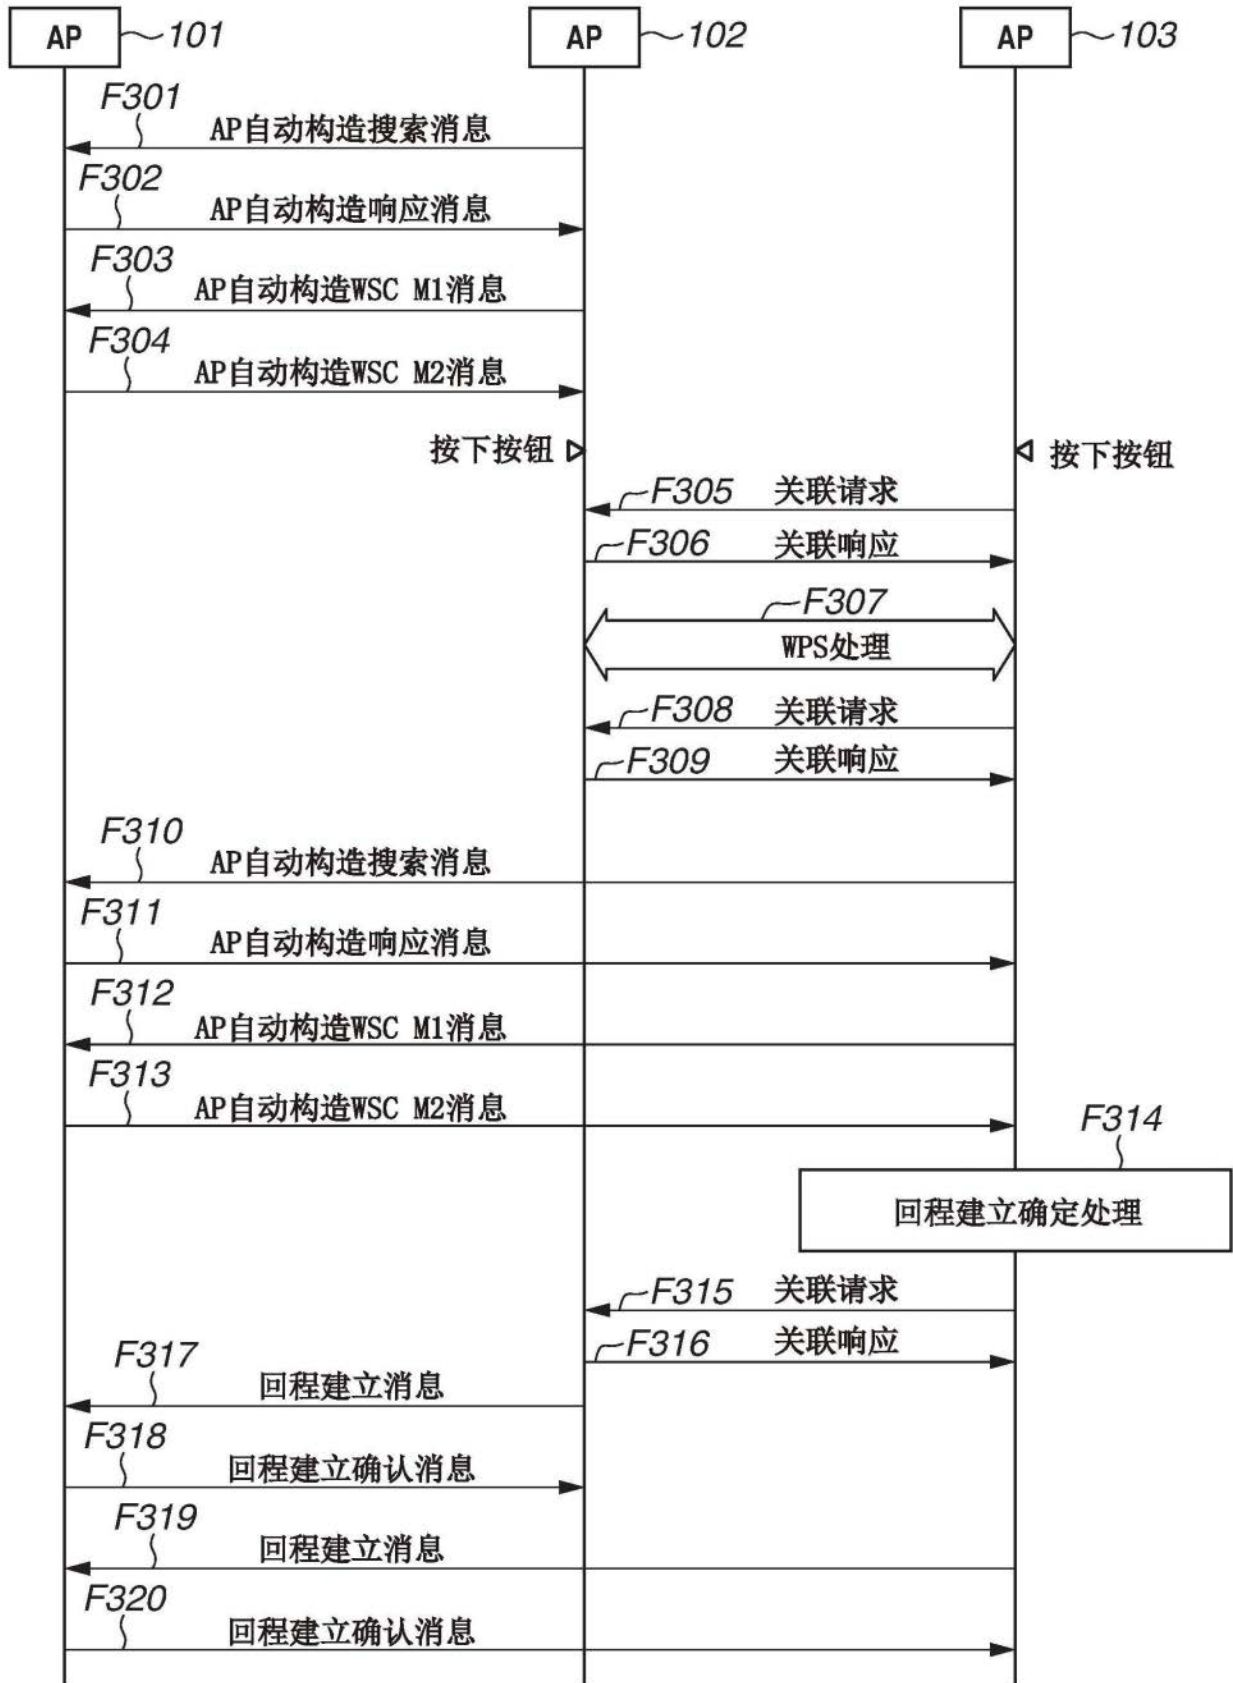 AP 101 AP 102 AP 103
F301
AP自动构造搜索消息
F302
AP自动构造响应消息
F303
AP自动构造WSC M1消息
F304
AP自动构造WSC M2消息
按下按钮 按下按钮
F305 关联请求
F306 关联响应
F307
WPS处理
F308 关联请求
F309 关联响应
F310
AP自动构造搜索消息
F311
AP自动构造响应消息
F312
AP自动构造WSC M1消息
F313
AP自动构造WSC M2消息
F314
回程建立确定处理
F315 关联请求
F316 关联响应
F317
回程建立消息
F318
回程建立确认消息
F319
回程建立消息
F320
回程建立确认消息